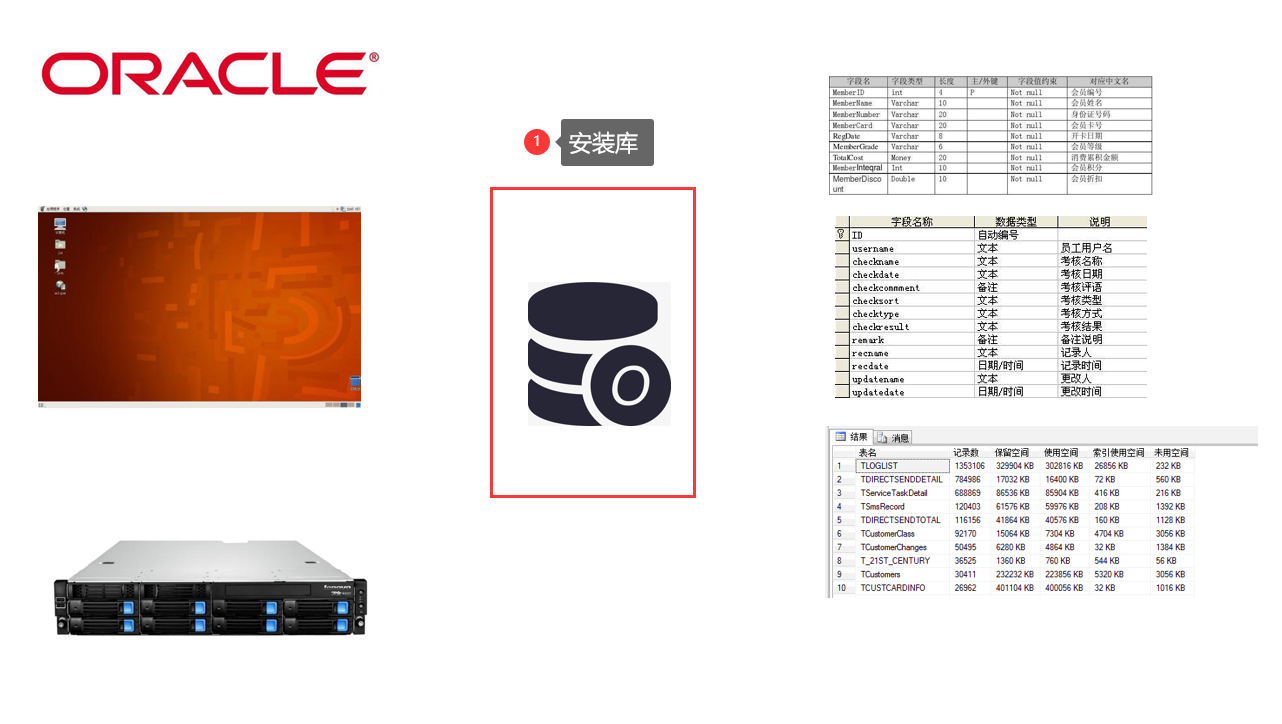 ORACLE®
1
安装库
字段名 字段类型 长度 主/外键 字段值约束 对应中文名
MemberID int 4 P Not null 会员编号
MemberName Varchar 10 Not null 会员姓名
MemberNumber Varchar 20 Not null 身份证号码
MemberCard Varchar 20 Not null 会员卡号
RegDate Varchar 8 Not null 开卡日期
MemberGrade Varchar 6 Not null 会员等级
TotalCost Money 20 Not null 消费累积金额
MemberInteqral Int 10 Not null 会员积分
MemberDisco Double 10 Not null 会员折扣
unt
字段名称 数据类型 说明
ID 自动编号
username 文本 员工用户名
checkname 文本 考核名称
checkdate 文本 考核日期
checkcommment 备注 考核评语
checksort 文本 考核类型
checktype 文本 考核方式
checkresult 文本 考核结果
remark 备注 备注说明
recname 文本 记录人
recdate 日期/时间 记录时间
updatename 文本 更改人
updatedate 日期/时间 更改时间
结果 消息
表名 记录数 保留空间 使用空间 索引使用空间 未用空间
1 TLOGLIST 1353106 329904 KB 302816 KB 26856 KB 232 KB
2 TDIRECTSENDDETAIL 784986 17032 KB 16400 KB 72 KB 560 KB
3 TServiceTaskDetail 688869 86536 KB 85904 KB 416 KB 216 KB
4 TSmsRecord 120403 61576 KB 59976 KB 208 KB 1392 KB
5 TDIRECTSENDTOTAL 116156 41864 KB 40576 KB 160 KB 1128 KB
6 TCustomerClass 92170 15064 KB 7304 KB 4704 KB 3056 KB
7 TCustomerChanges 50495 6280 KB 4864 KB 32 KB 1384 KB
8 T_21ST_CENTURY 36525 1360 KB 760 KB 544 KB 56 KB
9 TCustomers 30411 232232 KB 223856 KB 5320 KB 3056 KB
10 TCUSTCARDINFO 26962 401104 KB 400056 KB 32 KB 1016 KB
O